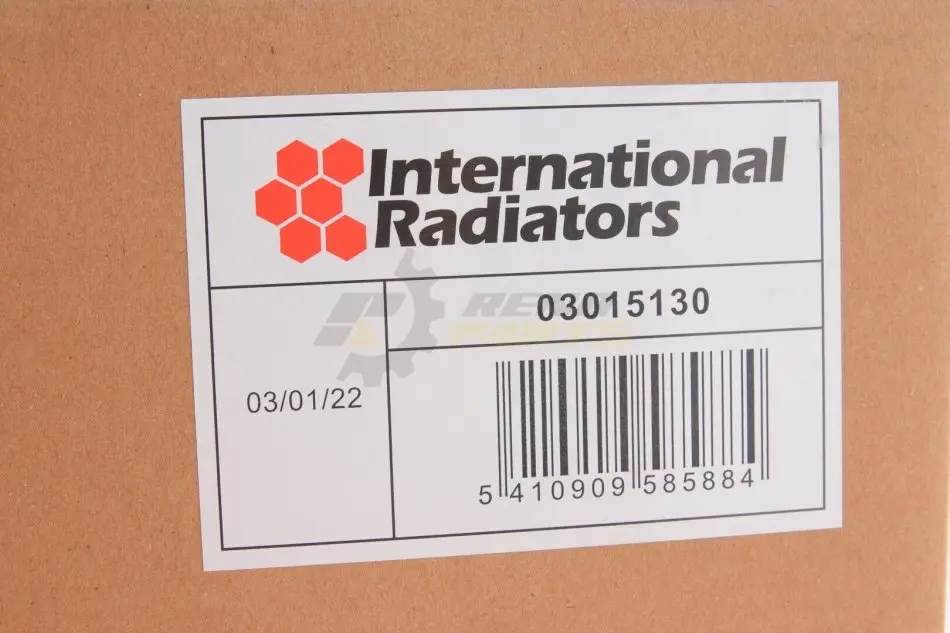 International
Radiators
03015130
03/01/22
5 410909 585884